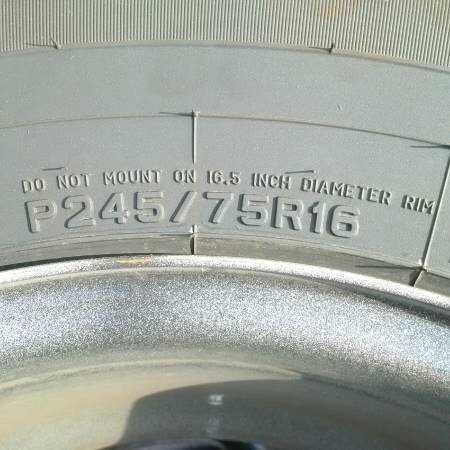 DO NOT MOUNT ON 16.5 INCH DIAMETER RIM
P245/75R16